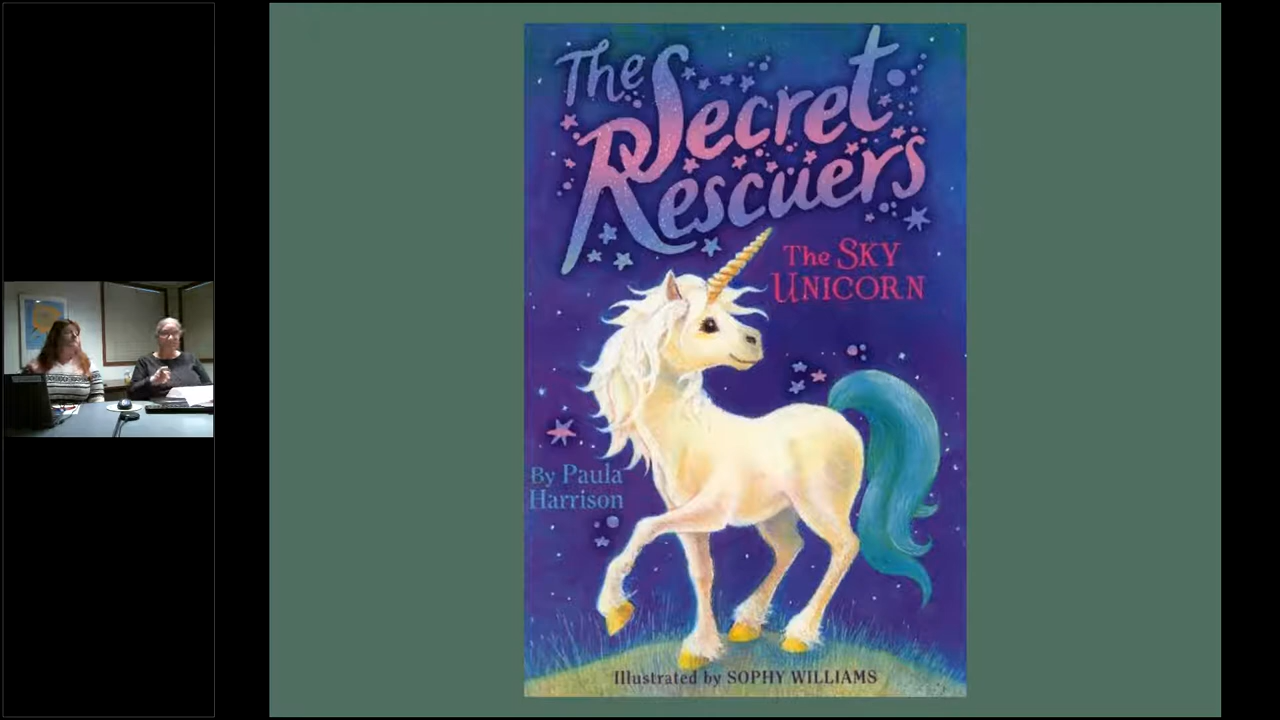 The
Secret
Rescuers
The SKY
UNICORN
By Paula
Harrison
Illustrated by SOPHY WILLIAMS